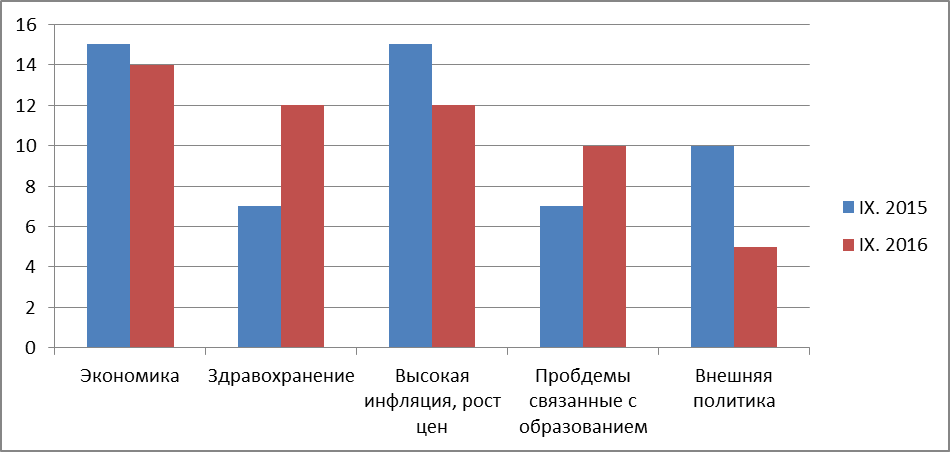 16
14
12
10
8
6
4
2
0
Экономика
Здравохранение
Высокая
инфляция, рост
цен
Пробдемы
связанные с
образованием
Внешняя
политика
IX. 2015
IX. 2016